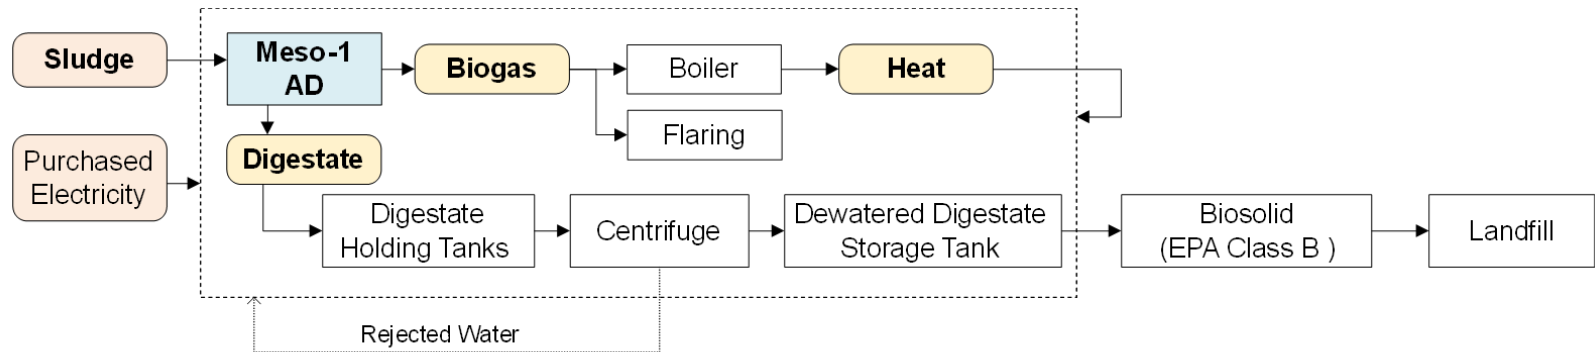 Sludge
Meso-1
AD
Biogas
Boiler
Heat
Flaring
Purchased
Electricity
Digestate
Digestate
Holding Tanks
Centrifuge
Dewatered Digestate
Storage Tank
Biosolid
(EPA Class B )
Landfill
Rejected Water